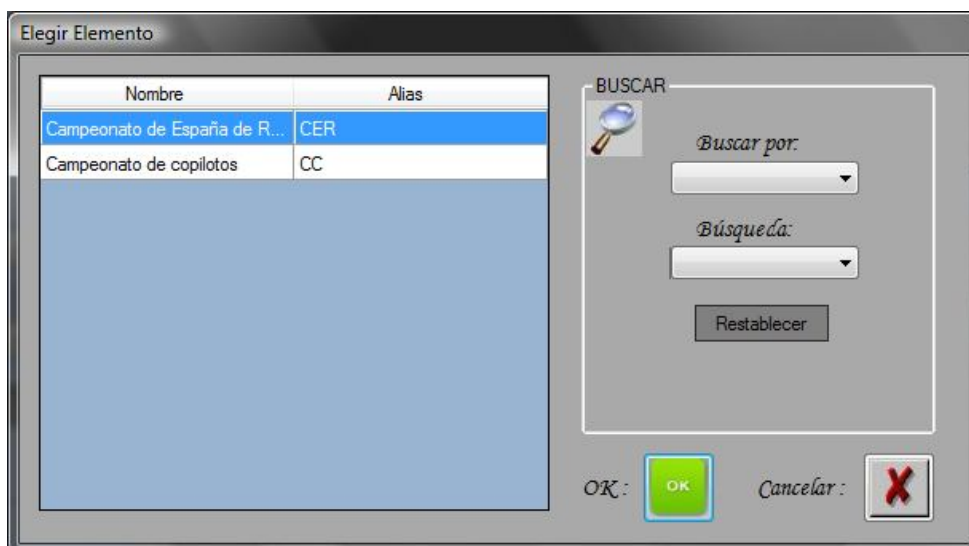 Elegir Elemento
Nombre Alias
Campeonato de España de R... CER
Campeonato de copilotos CC
BUSCAR
Buscar por:
Búsqueda:
Restablecer
OK : OK Cancelar :